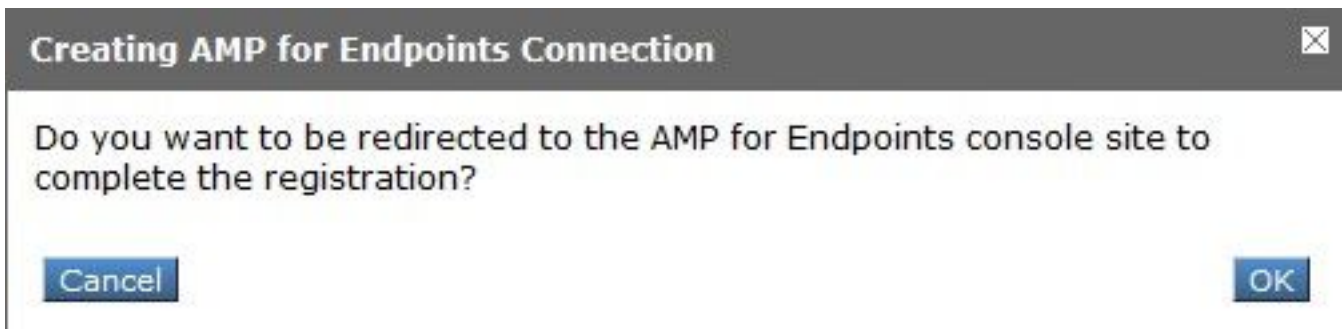 Creating AMP for Endpoints Connection
Do you want to be redirected to the AMP for Endpoints console site to
complete the registration?
Cancel
OK